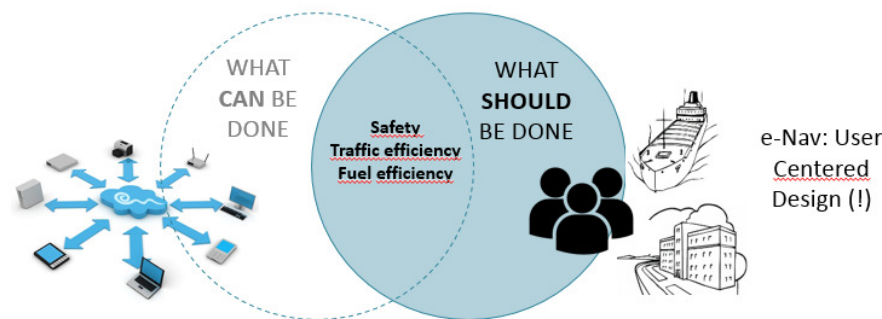 WHAT
CAN BE
DONE
Safety
Traffic efficiency
Fuel efficiency
WHAT
SHOULD
BE DONE
e-Nav: User
Centered
Design (!)